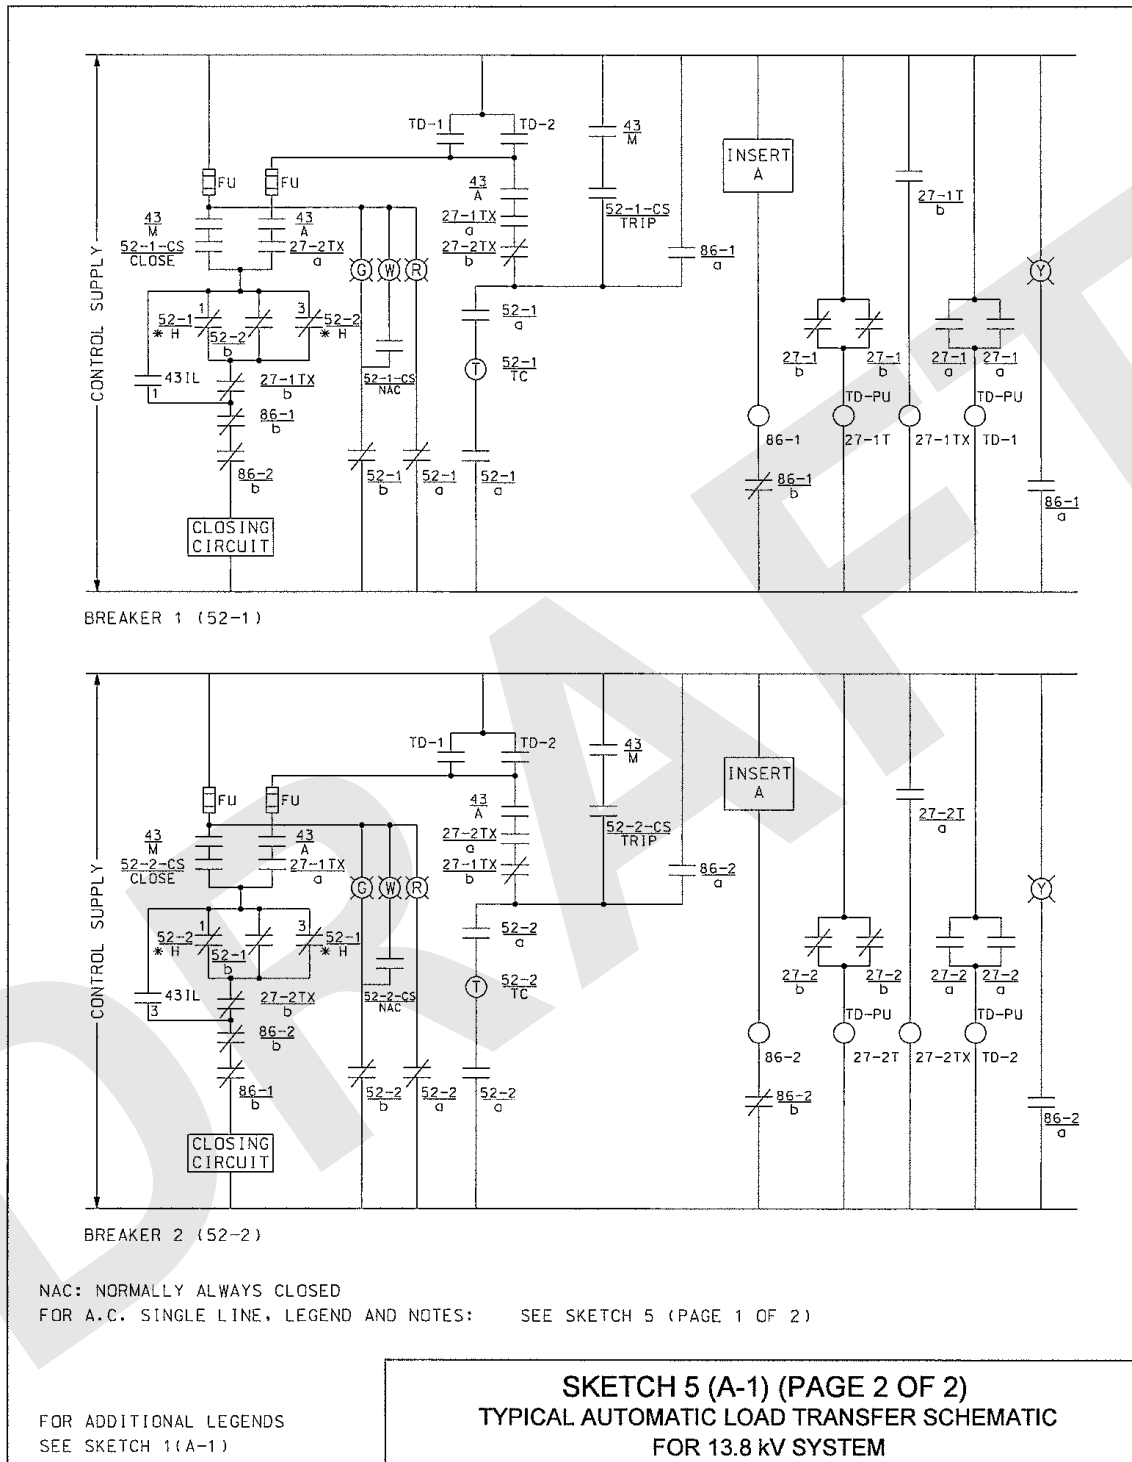 CONTROL SUPPLY
TD-1
TD-2
FU
FU
43
M
52-1-CS
CLOSE
43
A
27-2TX
a
G
W
R
43
A
27-1TX
a
27-2TX
b
43
M
52-1-CS
TRIP
86-1
a
INSERT
A
27-1T
b
Y
1
52-1
* H
52-2
b
3
52-2
* H
43IL
1
27-1TX
b
86-1
b
86-2
b
CLOSING
CIRCUIT
52-1-CS
NAC
52-1
b
52-1
a
52-1
a
T
52-1
TC
52-1
a
86-1
86-1
b
27-1
b
27-1
b
TD-PU
27-1T
27-1TX
27-1
a
27-1
a
TD-PU
TD-1
86-1
a
BREAKER 1 (52-1)
CONTROL SUPPLY
TD-1
TD-2
FU
FU
43
M
52-2-CS
CLOSE
43
A
27-1TX
a
G
W
R
43
A
27-2TX
a
27-1TX
b
43
M
52-2-CS
TRIP
86-2
a
INSERT
A
27-2T
a
Y
1
52-2
* H
52-1
b
3
52-1
* H
43IL
3
27-2TX
b
86-2
b
86-1
b
CLOSING
CIRCUIT
52-2-CS
NAC
52-2
b
52-2
a
52-2
a
T
52-2
TC
52-2
a
86-2
86-2
b
27-2
b
27-2
b
TD-PU
27-2T
27-2TX
27-2
a
27-2
a
TD-PU
TD-2
86-2
a
BREAKER 2 (52-2)
NAC: NORMALLY ALWAYS CLOSED
FOR A.C. SINGLE LINE, LEGEND AND NOTES: SEE SKETCH 5 (PAGE 1 OF 2)
FOR ADDITIONAL LEGENDS
SEE SKETCH 1(A-1)
SKETCH 5 (A-1) (PAGE 2 OF 2)
TYPICAL AUTOMATIC LOAD TRANSFER SCHEMATIC
FOR 13.8 kV SYSTEM
DRAFT